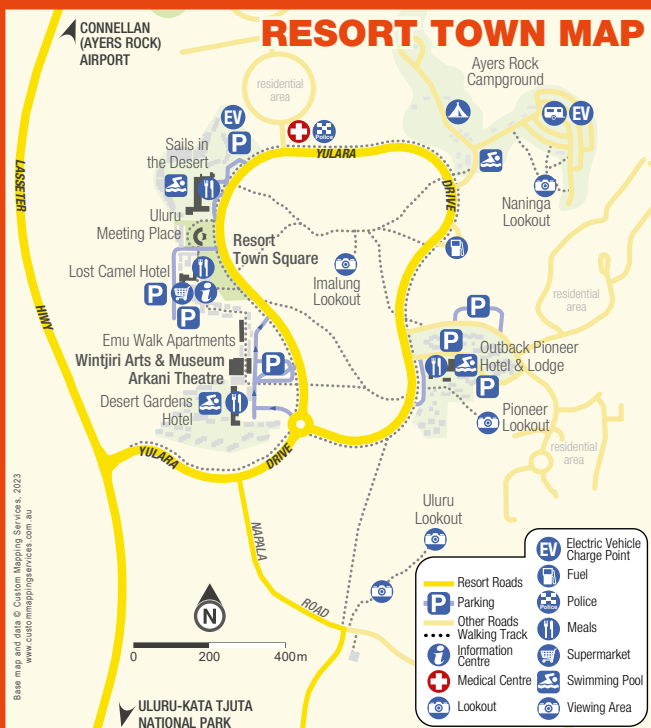 RESORT TOWN MAP
CONNELLAN
(AYERS ROCK)
AIRPORT
residential
area
Ayers Rock
Campground
EV
P
Police
YULARA
EV
Sails in
the Desert
LASSETER
DRIVE
Naninga
Lookout
Uluru
Meeting Place
Resort
Town Square
Lost Camel Hotel
Imalung
Lookout
P
i
P
residential
area
P
HWY
Emu Walk Apartments
P
Outback Pioneer
Hotel & Lodge
Wintjiri Arts & Museum
Arkani Theatre
P
P
Desert Gardens
Hotel
Pioneer
Lookout
YULARA
DRIVE
residential
area
Base map and data © Custom Mapping Services, 2023
www.custommappingservices.com.au
NAPALA
ROAD
Uluru
Lookout
N
0 200 400m
ULURU-KATA TJUTA
NATIONAL PARK
Resort Roads
P Parking
Other Roads
Walking Track
i Information
Centre
Medical Centre
Lookout
EV Electric Vehicle
Charge Point
Fuel
Police Police
Meals
Supermarket
Swimming Pool
Viewing Area